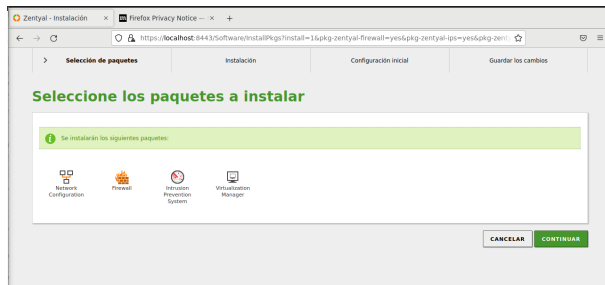 Zentyal - Instalación
Firefox Privacy Notice —
https://localhost:8443/Software/InstallPkgs?install=1&pkg-zentyal-firewall=yes&pkg-zentyal-ips=yes&pkg-zent
Selección de paquetes
Instalación
Configuración inicial
Guardar los cambios
Seleccione los paquetes a instalar
Se instalarán los siguientes paquetes:
Network
Configuration
Firewall
Intrusion
Prevention
System
Virtualization
Manager
CANCELAR
CONTINUAR